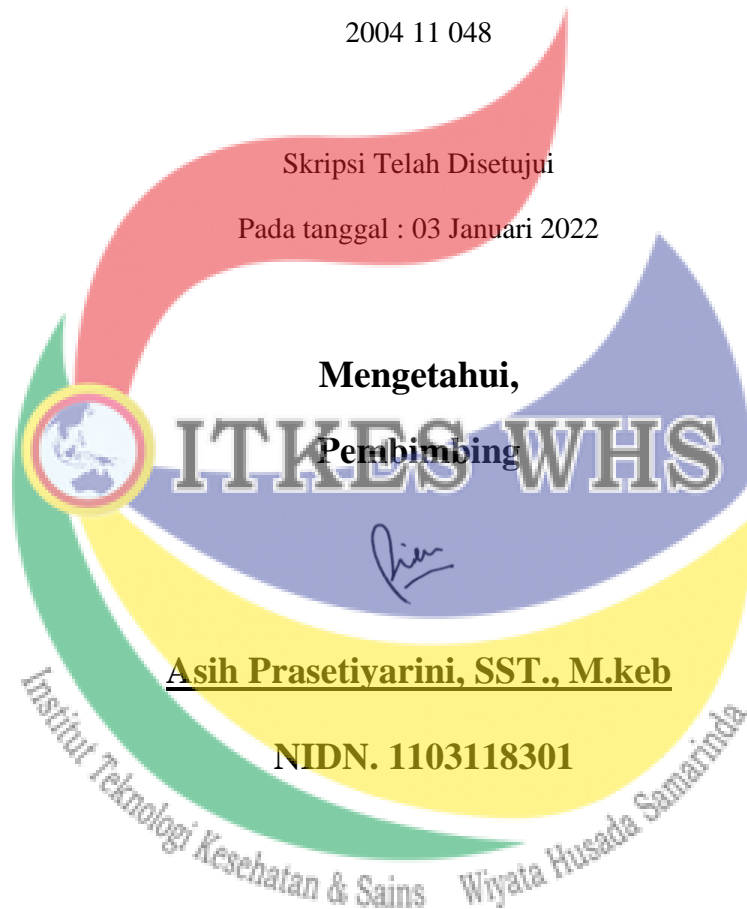 2004 11 048
Skripsi Telah Disetujui
Pada tanggal : 03 Januari 2022
Mengetahui,
ITKES WHS
Pembimbing
Asih Prasetiyarini, SST., M.keb
NIDN. 1103118301
Institut Teknologi Kesehatan & Sains Wiyata Husada Samarinda